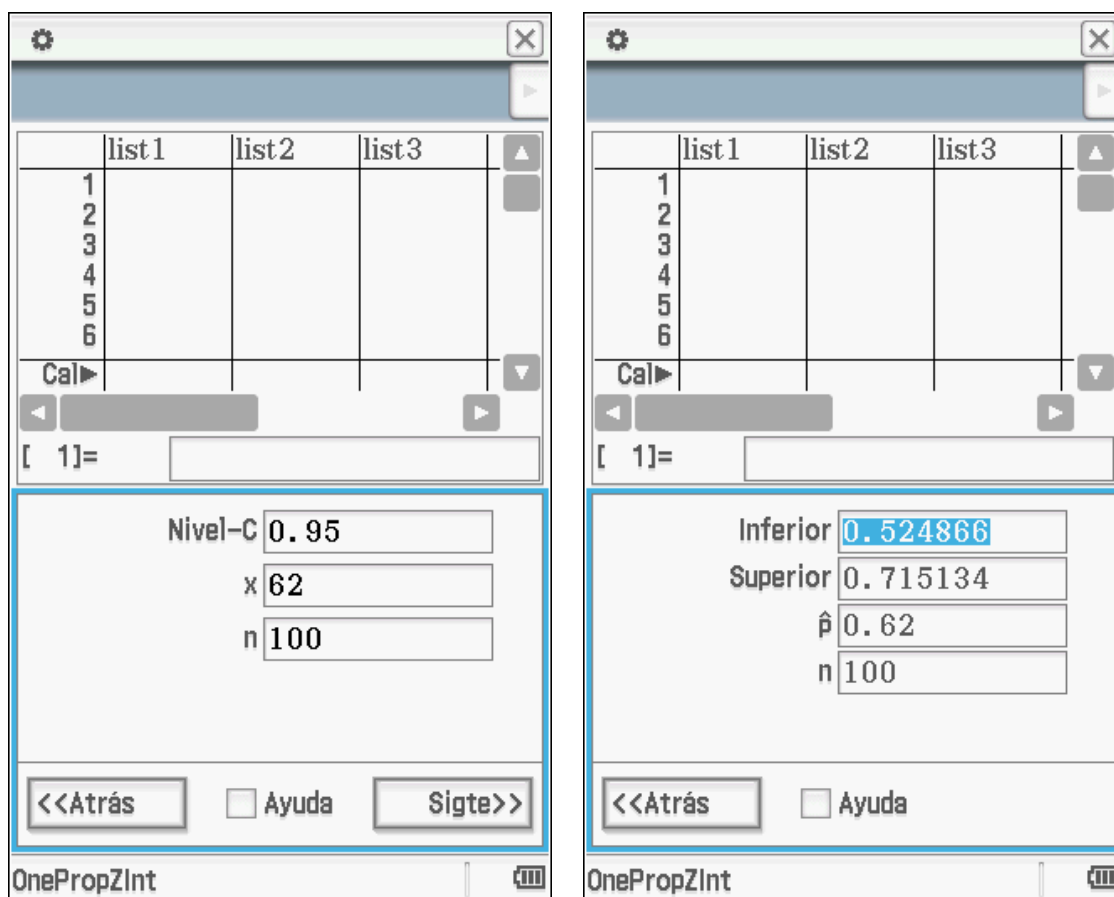 list1 list2 list3
1
2
3
4
5
6
Cal▶
[ 1]=
Nivel-C 0.95
x 62
n 100
<<Atrás Ayuda Sigte>>
OnePropZInt
list1 list2 list3
1
2
3
4
5
6
Cal▶
[ 1]=
Inferior 0.524866
Superior 0.715134
p̂ 0.62
n 100
<<Atrás Ayuda
OnePropZInt